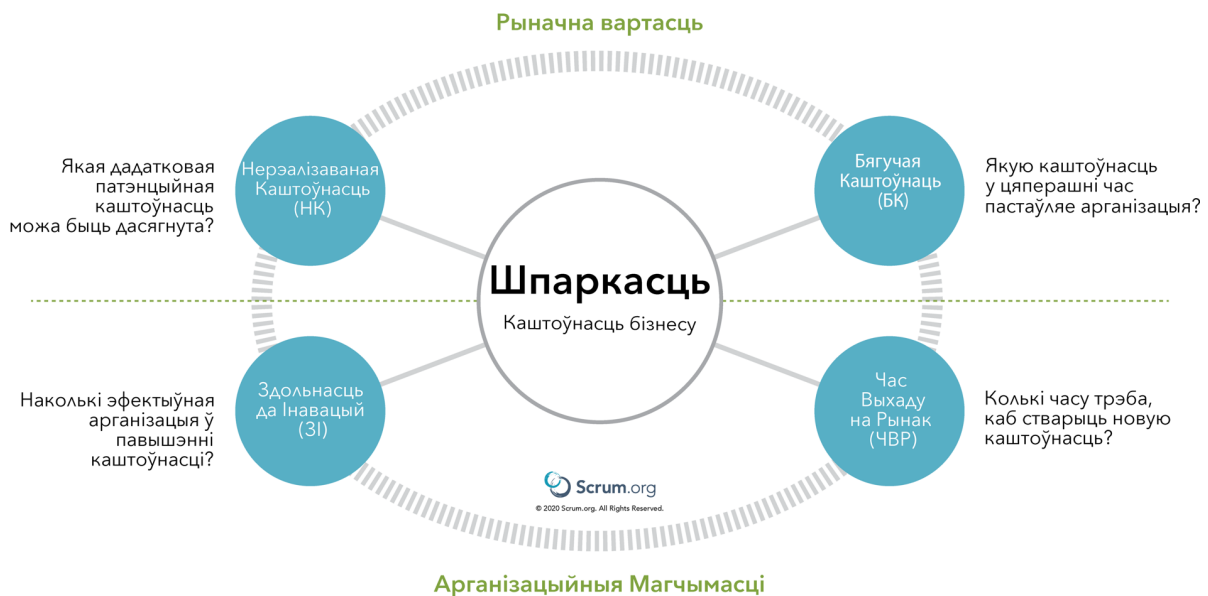 Рыначна вартасць
Якая дадатковая
патэнцыйная
каштоўнасць
можа быць дасягнута?
Нерэалізаваная
Каштоўнасць
(НК)
Бягучая
Каштоўнаць
(БК)
Якую каштоўнасць
у цяперашні час
пастаўляе арганізацыя?
Шпаркасць
Каштоўнасць бізнесу
Наколькі эфектыўная
арганізацыя ў
павышэнні
каштоўнасці?
Здольнасць
да Інавацый
(ЗІ)
Час
Выхаду
на Рынак
(ЧВР)
Колькі часу трэба,
каб стварыць новую
каштоўнасць?
Scrum.org
© 2020 Scrum.org. All Rights Reserved.
Арганізацыйныя Магчымасці